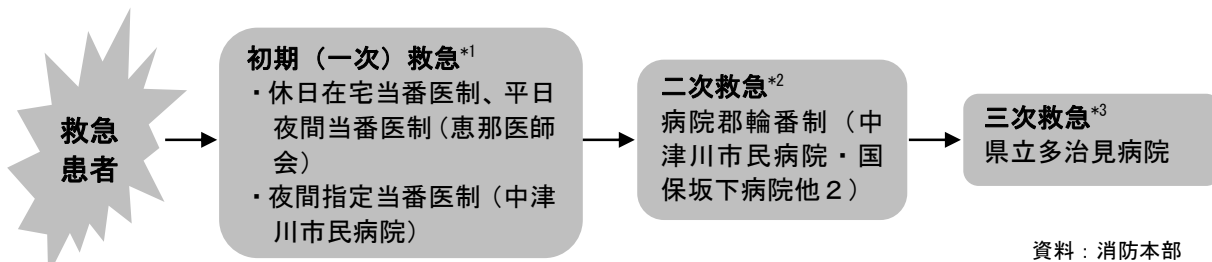 救急
患者
初期（一次）救急*1
・休日在宅当番医制、平日
夜間当番医制（恵那医師
会）
・夜間指定当番医制（中津
川市民病院）
二次救急*2
病院郡輪番制（中
津川市民病院・国
保坂下病院他２）
三次救急*3
県立多治見病院
資料：消防本部